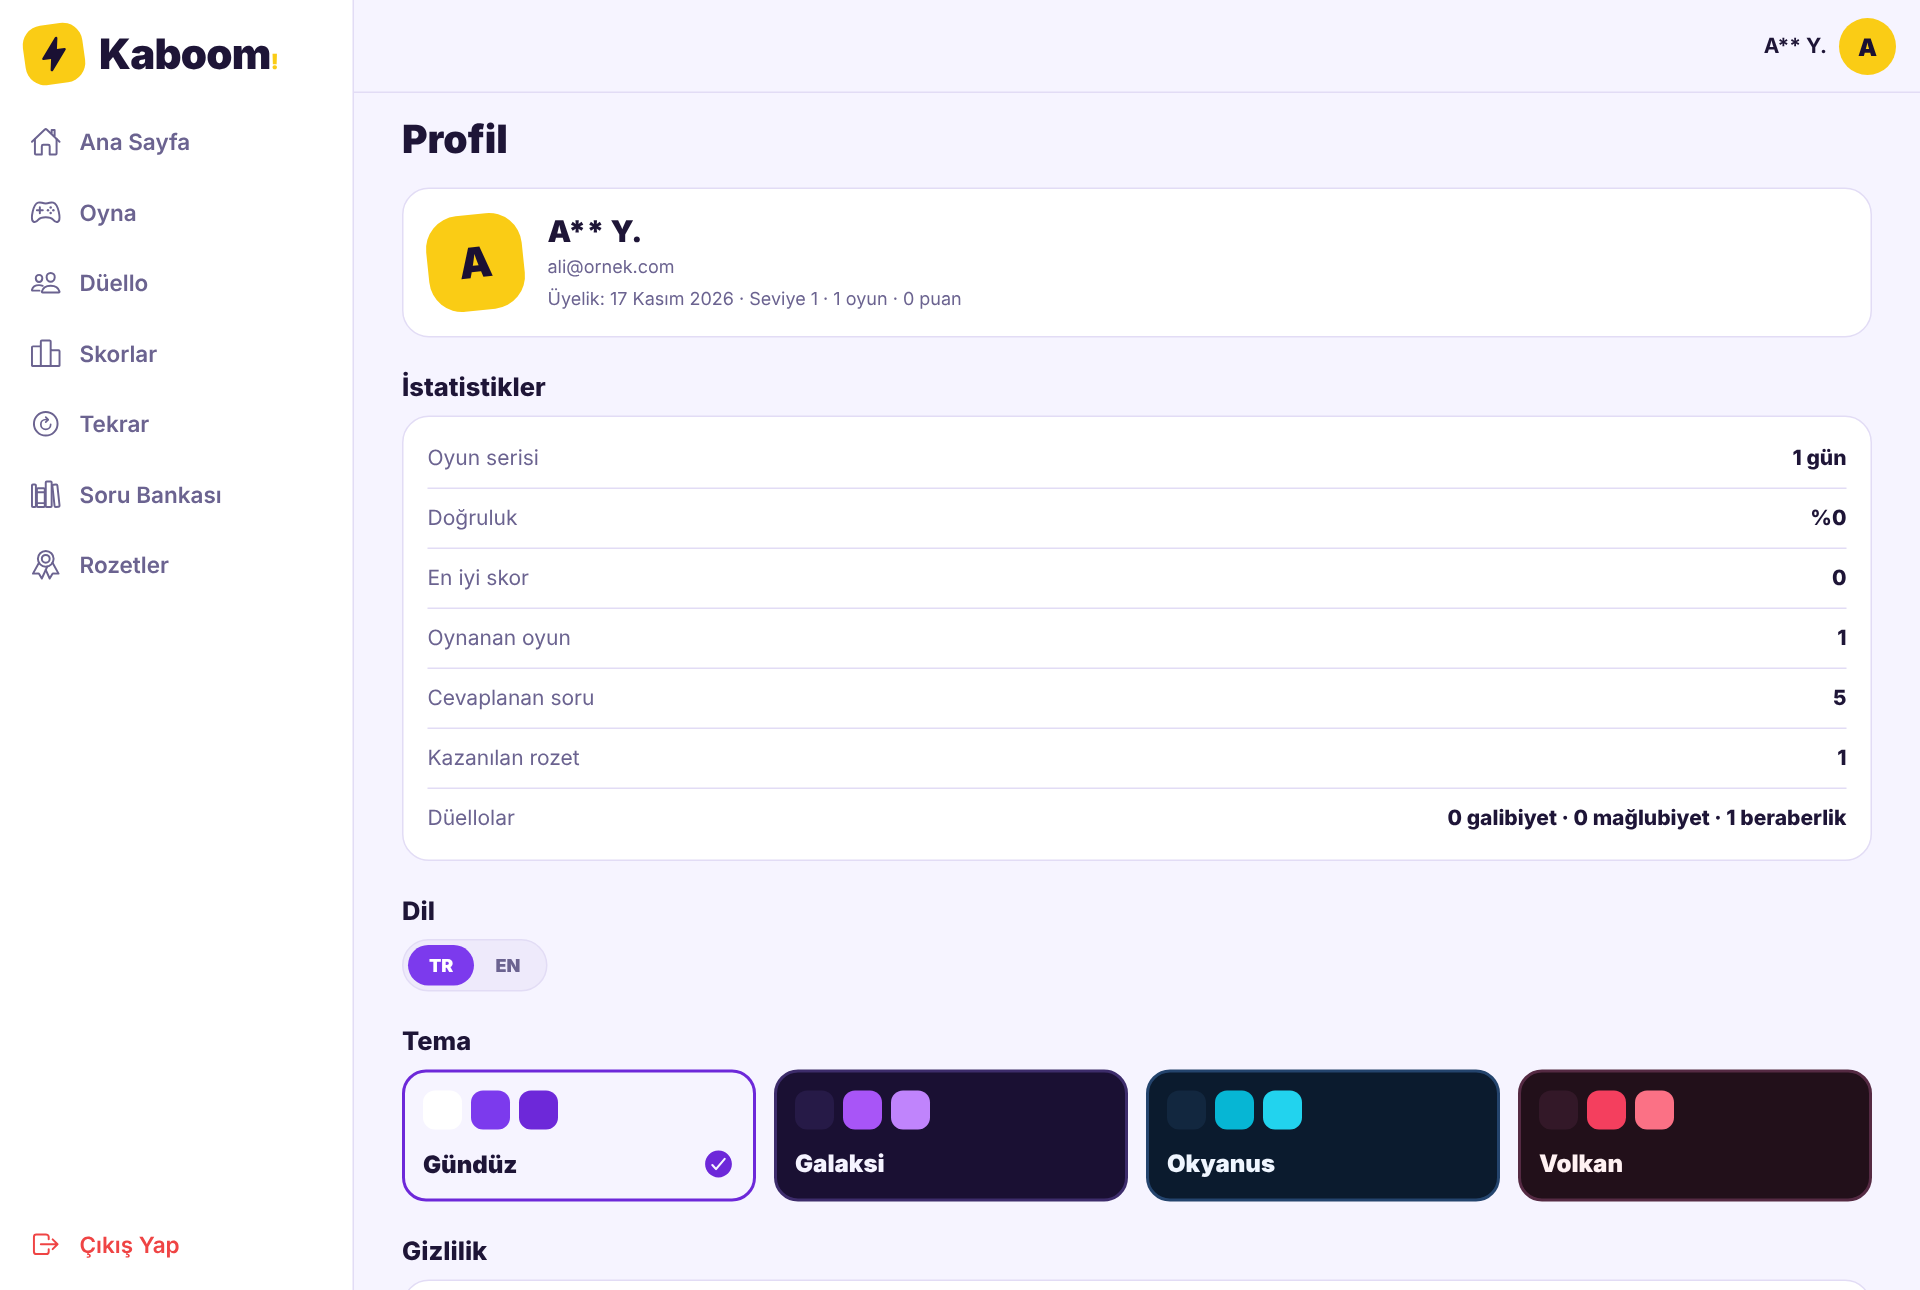 Kaboom!
Ana Sayfa
Oyna
Düello
Skorlar
Tekrar
Soru Bankası
Rozetler
Çıkış Yap
A** Y.
A
Profil
A
A** Y.
ali@ornek.com
Üyelik: 17 Kasım 2026 · Seviye 1 · 1 oyun · 0 puan
İstatistikler
Oyun serisi 1 gün
Doğruluk %0
En iyi skor 0
Oynanan oyun 1
Cevaplanan soru 5
Kazanılan rozet 1
Düellolar 0 galibiyet · 0 mağlubiyet · 1 beraberlik
Dil
TR EN
Tema
Gündüz
Galaksi
Okyanus
Volkan
Gizlilik